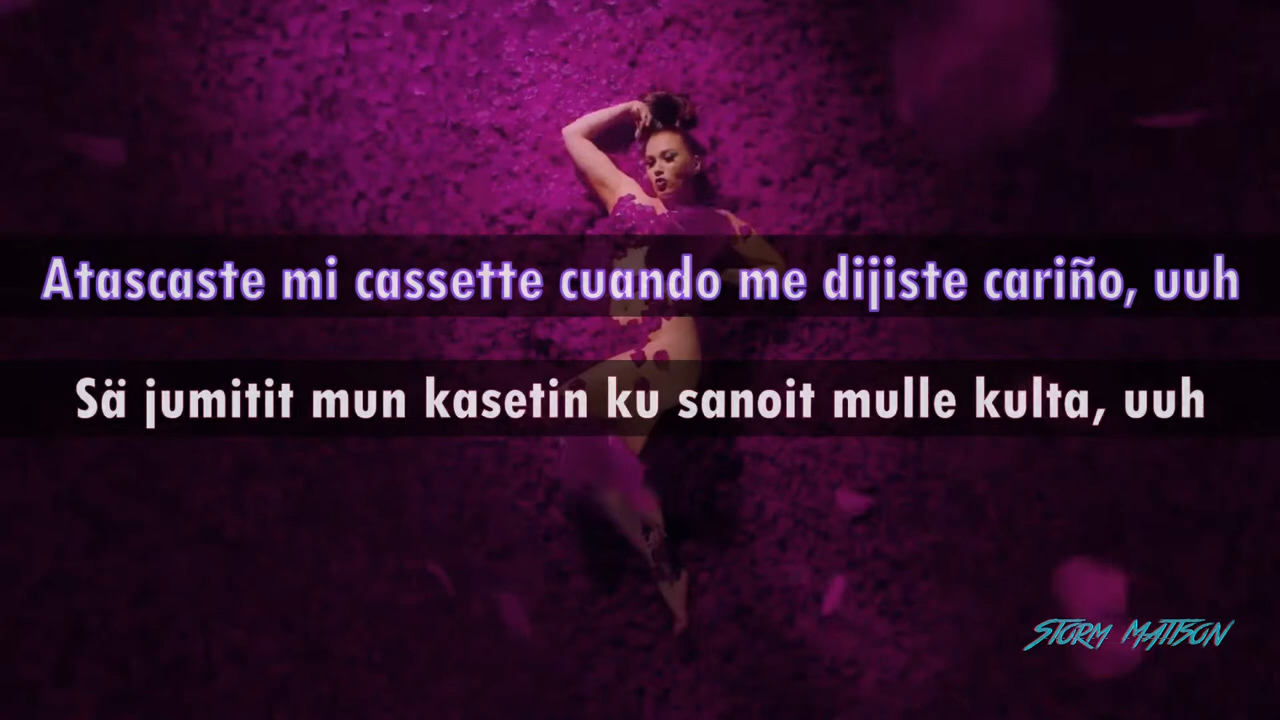 Atascaste mi cassette cuando me dijiste cariño, uuh
Sä jumitit mun kasetin ku sanoit mulle kulta, uuh
STORM MATTSON